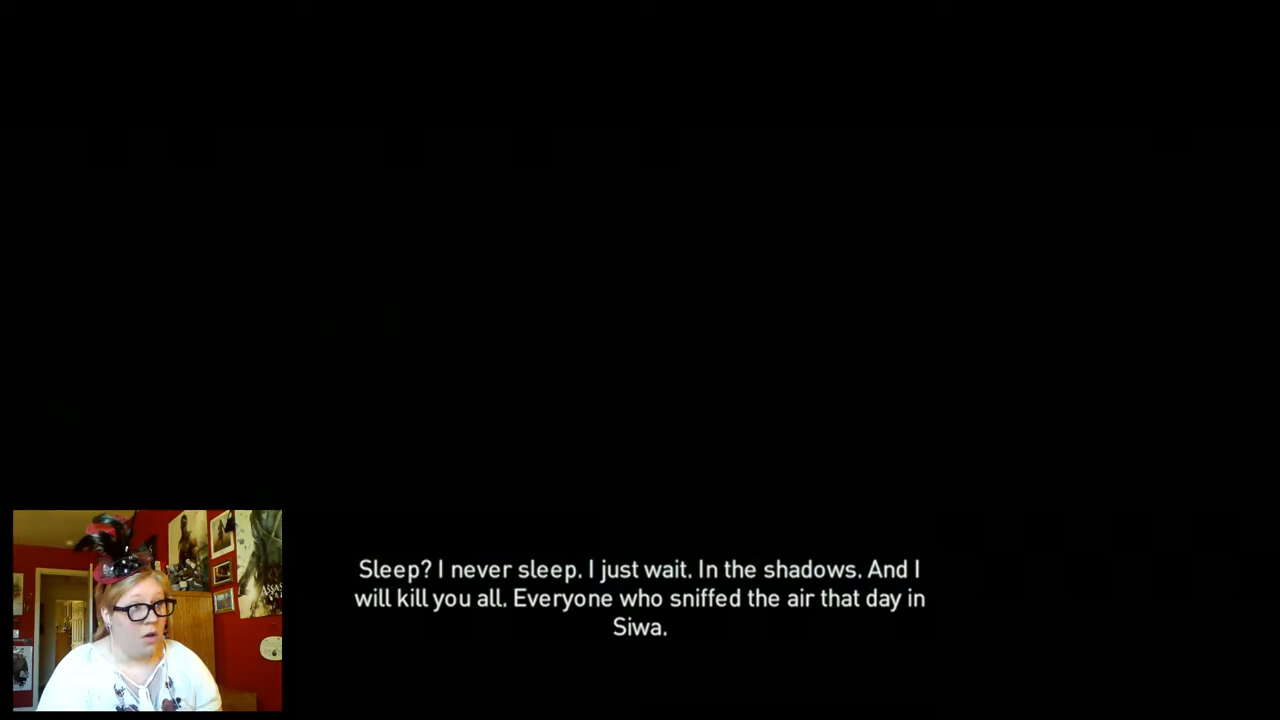 Sleep? I never sleep. I just wait. In the shadows. And I
will kill you all. Everyone who sniffed the air that day in
Siwa.
ASSAS